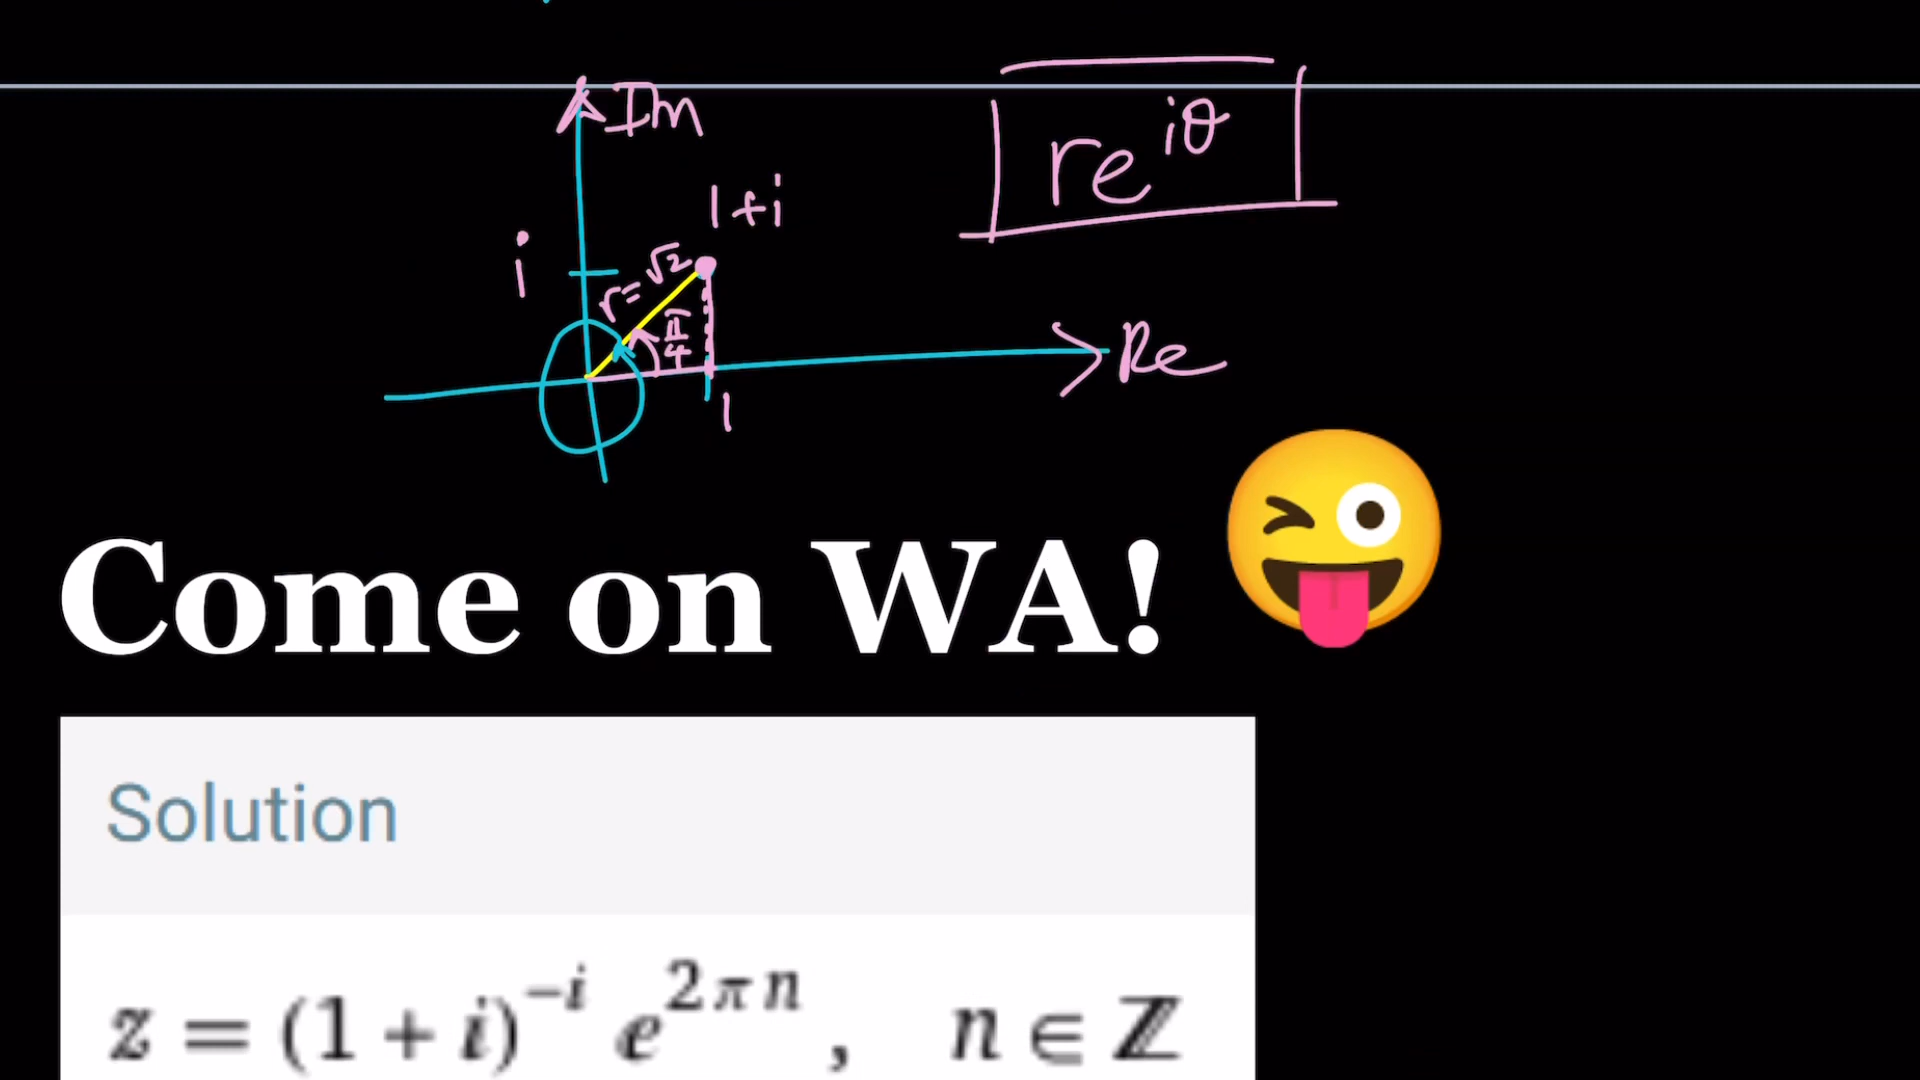 Im
re^{iθ}
1+i
i
r=√2
π/4
Re
1
Come on WA! 😜
Solution
z = (1 + i)^{-i} e^{2πn}, n ∈ ℤ